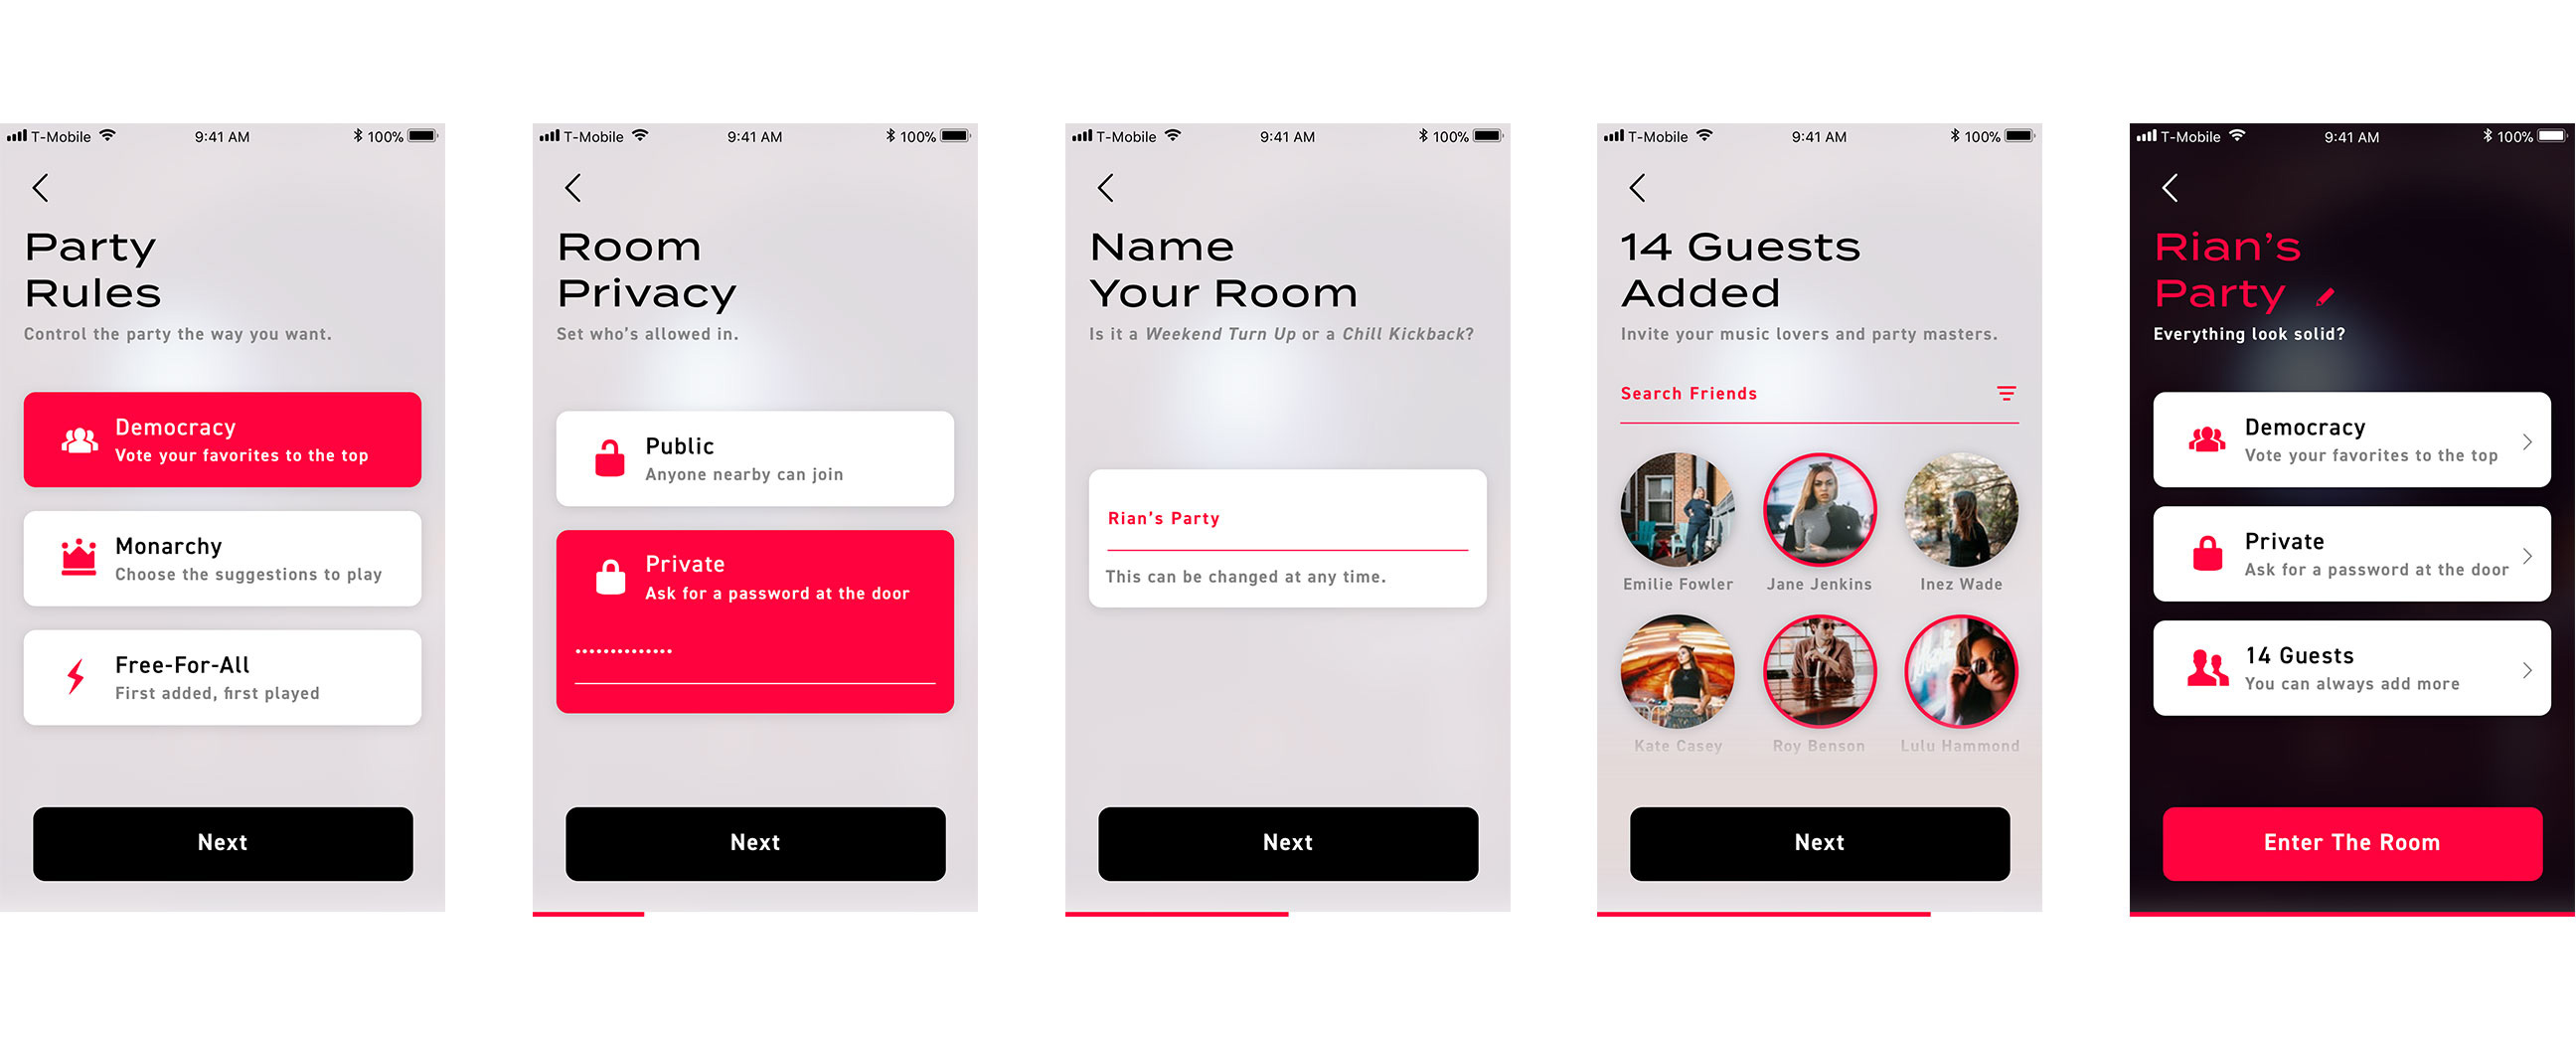 T-Mobile 9:41 AM 100%
Party
Rules
Control the party the way you want.
Democracy
Vote your favorites to the top
Monarchy
Choose the suggestions to play
Free-For-All
First added, first played
Next
T-Mobile 9:41 AM 100%
Room
Privacy
Set who’s allowed in.
Public
Anyone nearby can join
Private
Ask for a password at the door
Next
T-Mobile 9:41 AM 100%
Name
Your Room
Is it a Weekend Turn Up or a Chill Kickback?
Rian’s Party
This can be changed at any time.
Next
T-Mobile 9:41 AM 100%
14 Guests
Added
Invite your music lovers and party masters.
Search Friends
Emilie Fowler Jane Jenkins Inez Wade
Kate Casey Roy Benson Lulu Hammond
Next
T-Mobile 9:41 AM 100%
Rian’s
Party
Everything look solid?
Democracy
Vote your favorites to the top
Private
Ask for a password at the door
14 Guests
You can always add more
Enter The Room